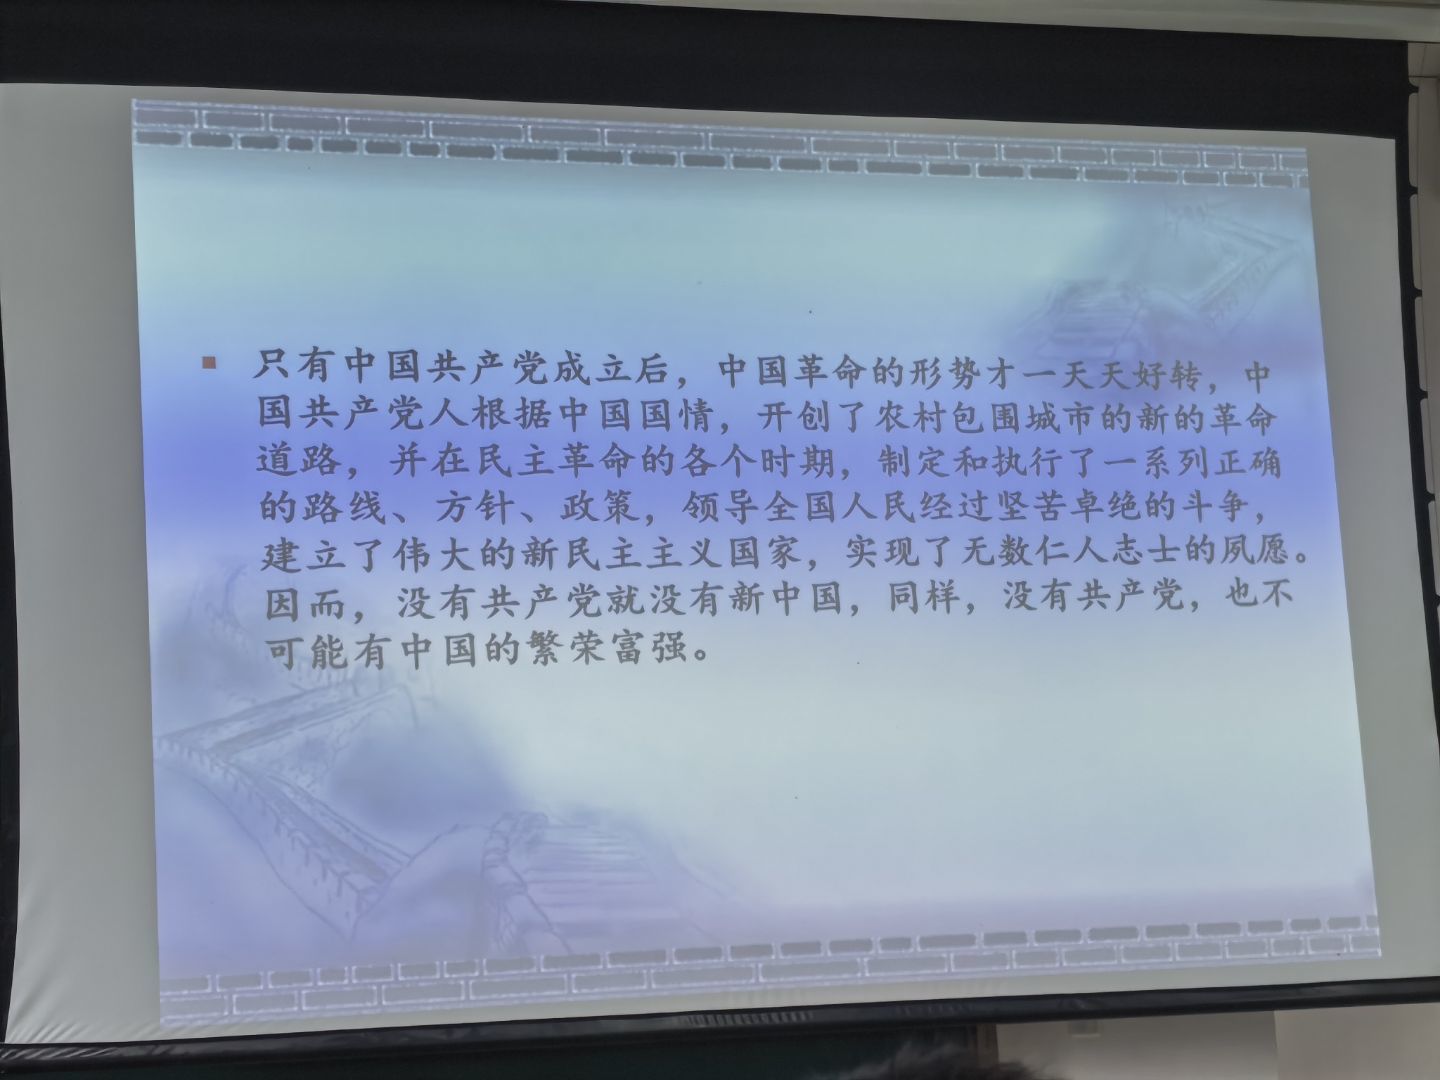 只有中国共产党成立后，中国革命的形势才一天天好转，中
国共产党人根据中国国情，开创了农村包围城市的新的革命
道路，并在民主革命的各个时期，制定和执行了一系列正确
的路线、方针、政策，领导全国人民经过坚苦卓绝的斗争，
建立了伟大的新民主主义国家，实现了无数仁人志士的夙愿。
因而，没有共产党就没有新中国，同样，没有共产党，也不
可能有中国的繁荣富强。